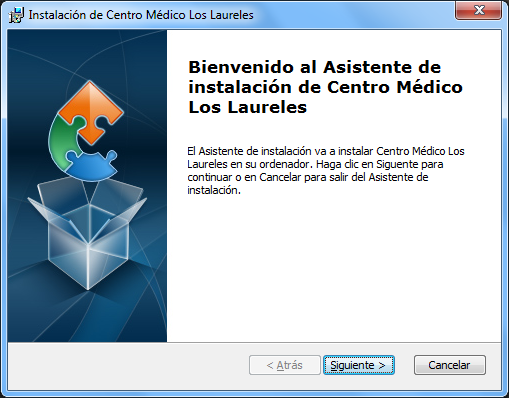 Instalación de Centro Médico Los Laureles
Bienvenido al Asistente de
instalación de Centro Médico
Los Laureles
El Asistente de instalación va a instalar Centro Médico Los
Laureles en su ordenador. Haga clic en Siguente para
continuar o en Cancelar para salir del Asistente de
instalación.
< Atrás
Siguiente >
Cancelar